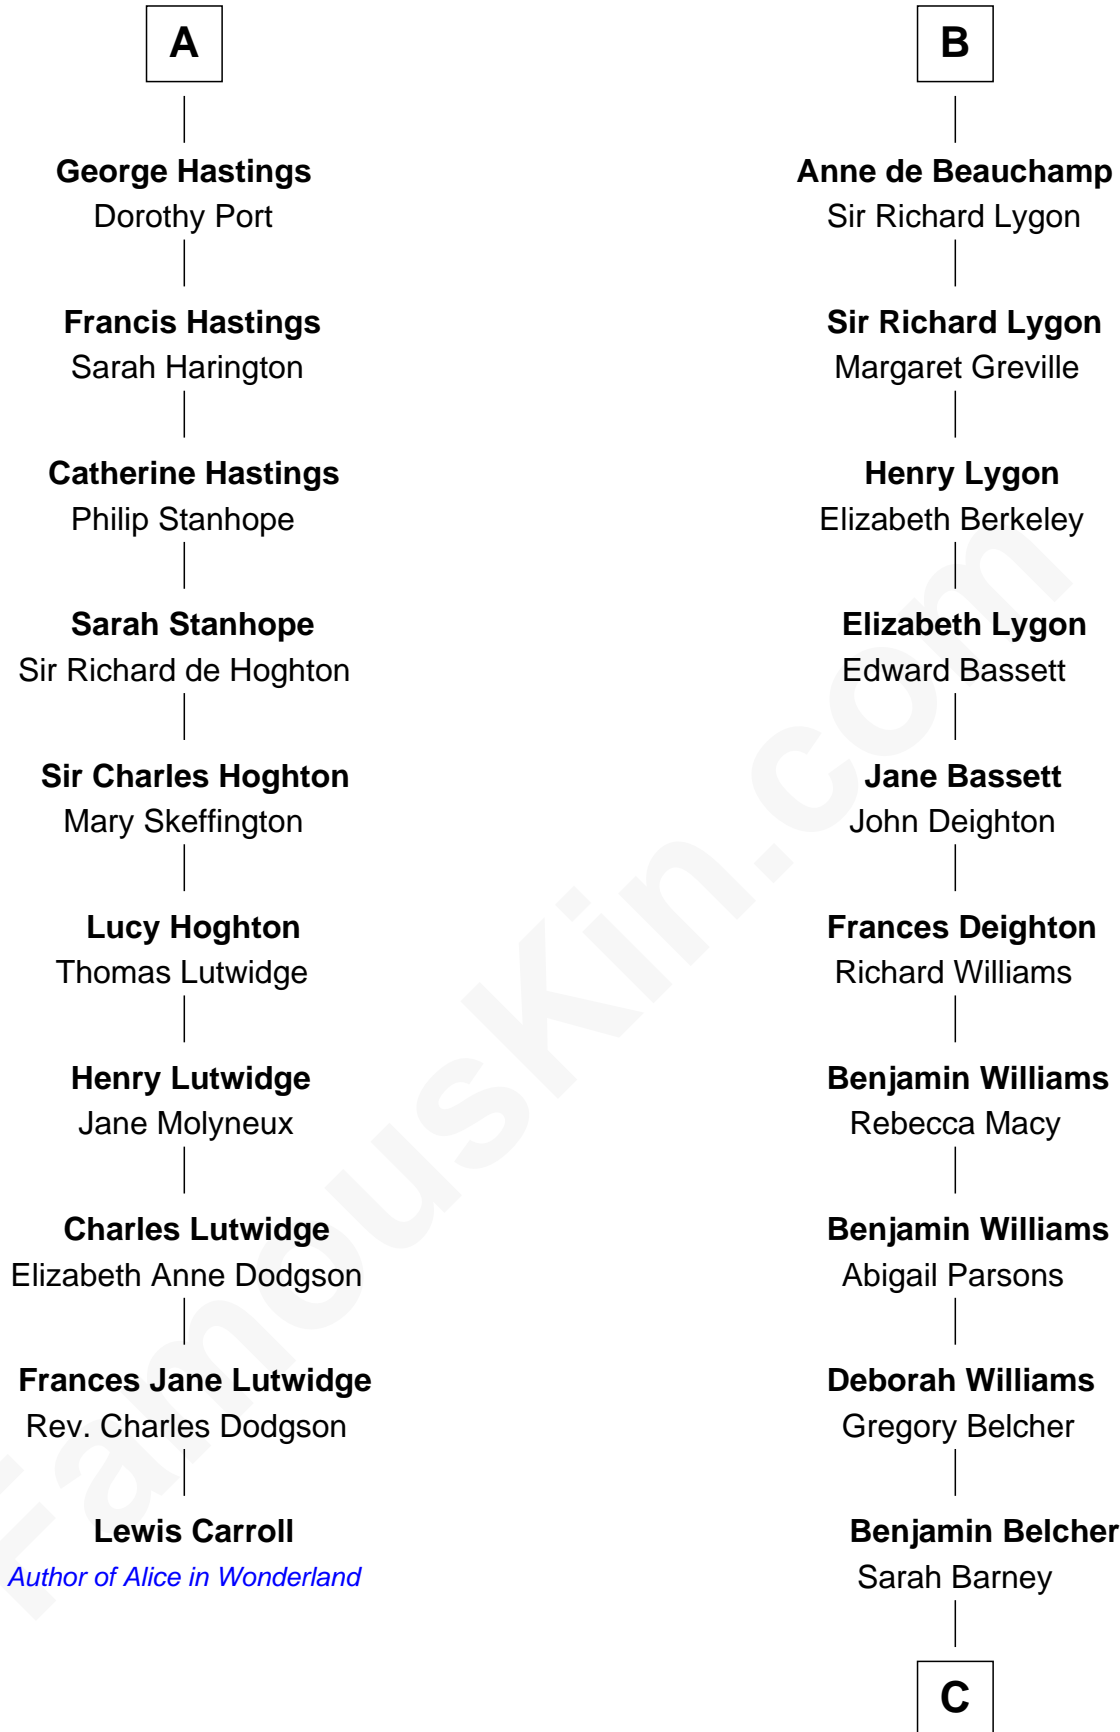 A
George Hastings
Dorothy Port
Francis Hastings
Sarah Harington
Catherine Hastings
Philip Stanhope
Sarah Stanhope
Sir Richard de Hoghton
Sir Charles Hoghton
Mary Skeffington
Lucy Hoghton
Thomas Lutwidge
Henry Lutwidge
Jane Molyneux
Charles Lutwidge
Elizabeth Anne Dodgson
Frances Jane Lutwidge
Rev. Charles Dodgson
Lewis Carroll
Author of Alice in Wonderland
B
Anne de Beauchamp
Sir Richard Lygon
Sir Richard Lygon
Margaret Greville
Henry Lygon
Elizabeth Berkeley
Elizabeth Lygon
Edward Bassett
Jane Bassett
John Deighton
Frances Deighton
Richard Williams
Benjamin Williams
Rebecca Macy
Benjamin Williams
Abigail Parsons
Deborah Williams
Gregory Belcher
Benjamin Belcher
Sarah Barney
C
FamousKin.com